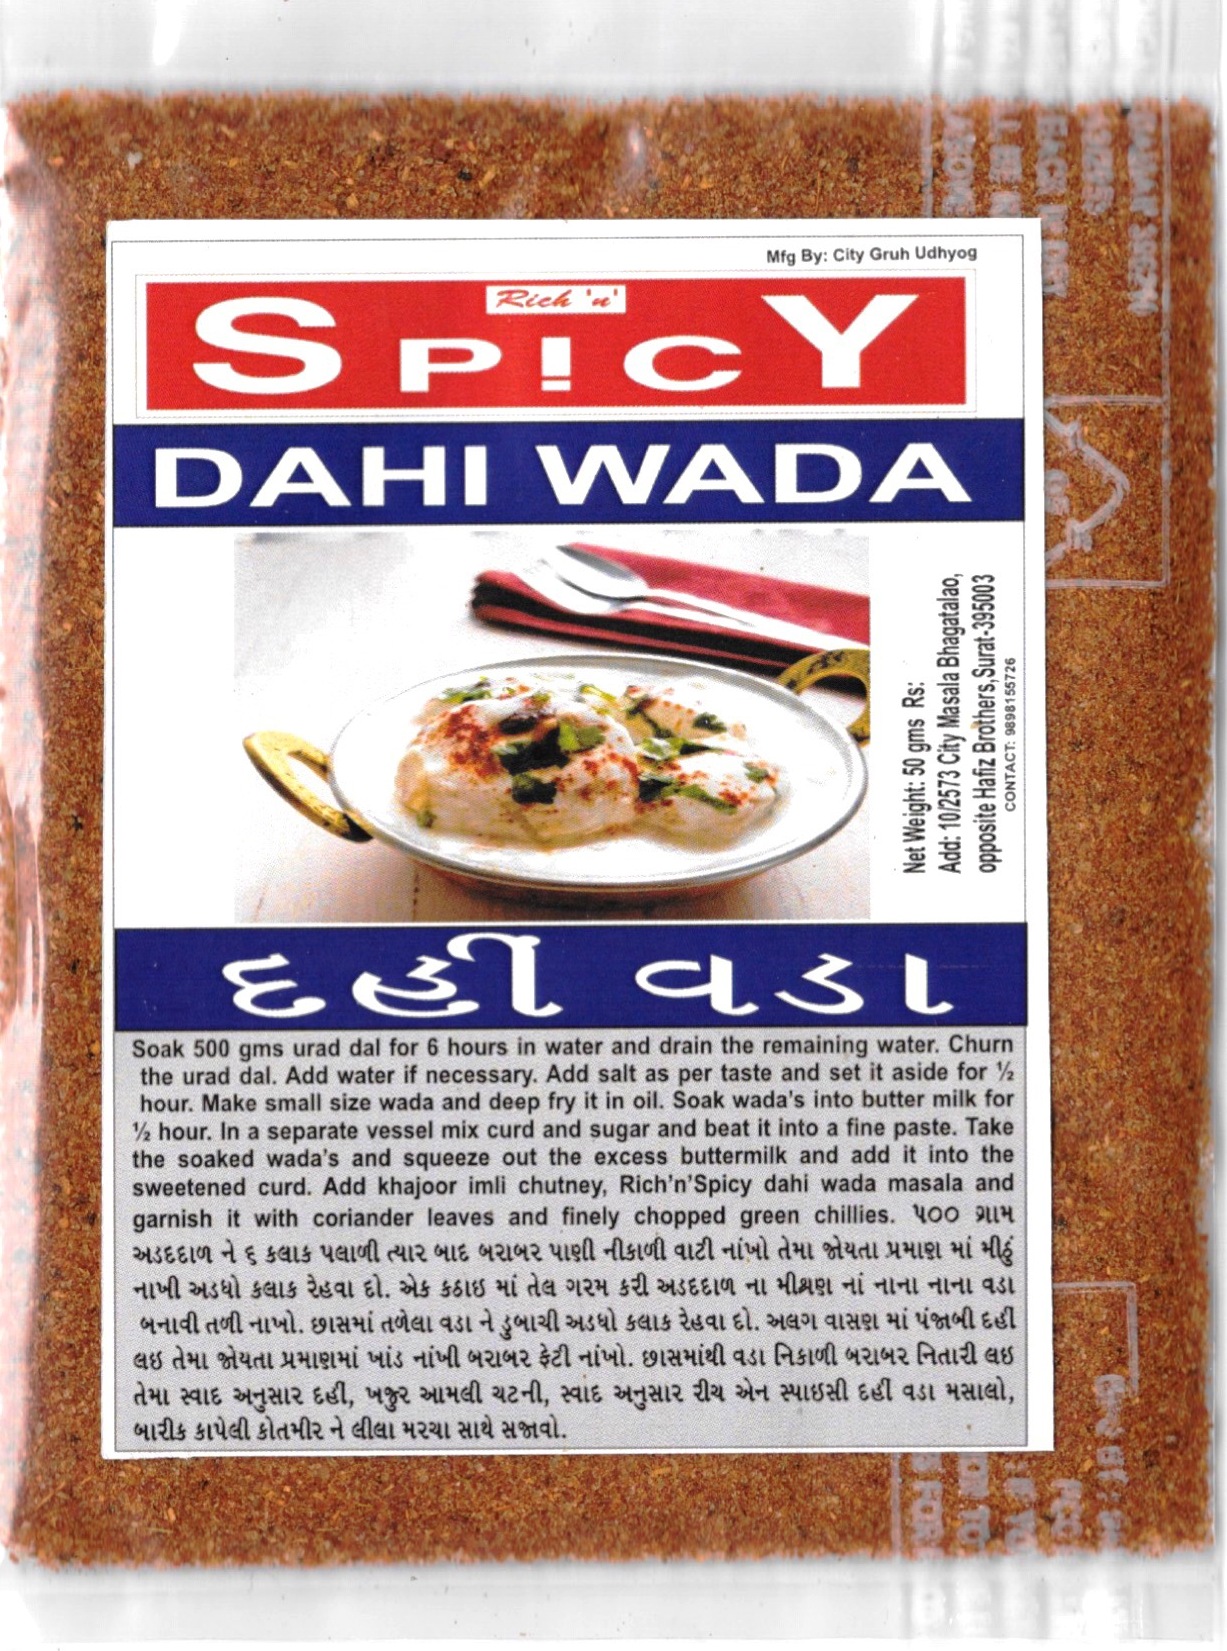 Mfg By: City Gruh Udhyog
Rich 'n'
SP!CY
DAHI WADA
Net Weight: 50 gms Rs:
Add: 10/2573 City Masala Bhagatalao,
opposite Hafiz Brothers,Surat-395003
CONTACT: 9898155726
દહીં વડા
Soak 500 gms urad dal for 6 hours in water and drain the remaining water. Churn
the urad dal. Add water if necessary. Add salt as per taste and set it aside for ½
hour. Make small size wada and deep fry it in oil. Soak wada's into butter milk for
½ hour. In a separate vessel mix curd and sugar and beat it into a fine paste. Take
the soaked wada's and squeeze out the excess buttermilk and add it into the
sweetened curd. Add khajoor imli chutney, Rich'n'Spicy dahi wada masala and
garnish it with coriander leaves and finely chopped green chillies. ૫૦૦ ગ્રામ
અડદદાળ ને ૬ કલાક પલાળી ત્યાર બાદ બરાબર પાણી નીકાળી વાટી નાંખો તેમા જોયતા પ્રમાણ માં મીઠું
નાખી અડધો કલાક રેહવા દો. એક કઠાઇ માં તેલ ગરમ કરી અડદદાળ ના મીશ્રણ નાં નાના નાના વડા
બનાવી તળી નાખો. છાસમાં તળેલા વડા ને ડુબાચી અડધો કલાક રેહવા દો. અલગ વાસણ માં પંજાબી દહીં
લઇ તેમા જોયતા પ્રમાણમાં ખાંડ નાંખી બરાબર ફેટી નાંખો. છાસમાંથી વડા નિકાળી બરાબર નિતારી લઇ
તેમા સ્વાદ અનુસાર દહીં, ખજુર આમલી ચટની, સ્વાદ અનુસાર રીચ એન સ્પાઇસી દહીં વડા મસાલો,
બારીક કાપેલી કોતમીર ને લીલા મરચા સાથે સજાવો.